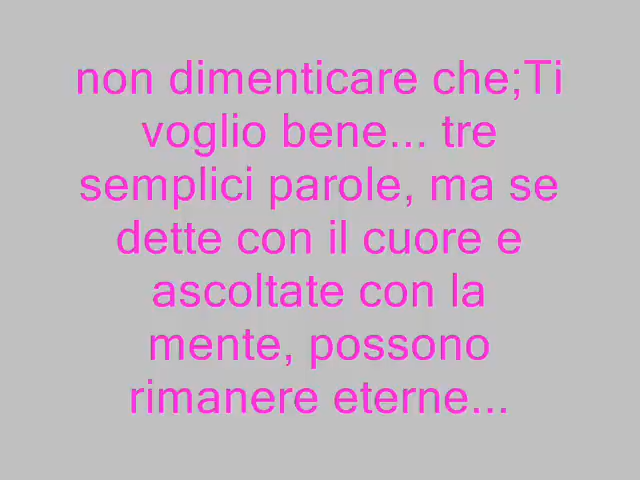 non dimenticare che;Ti
voglio bene... tre
semplici parole, ma se
dette con il cuore e
ascoltate con la
mente, possono
rimanere eterne...